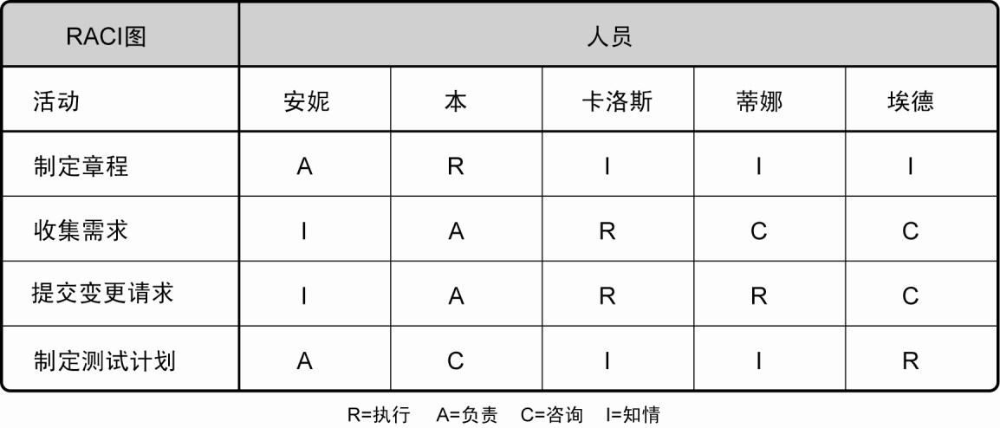 RACI图 人员
活动 安妮 本 卡洛斯 蒂娜 埃德
制定章程 A R I I I
收集需求 I A R C C
提交变更请求 I A R R C
制定测试计划 A C I I R
R=执行 A=负责 C=咨询 I=知情